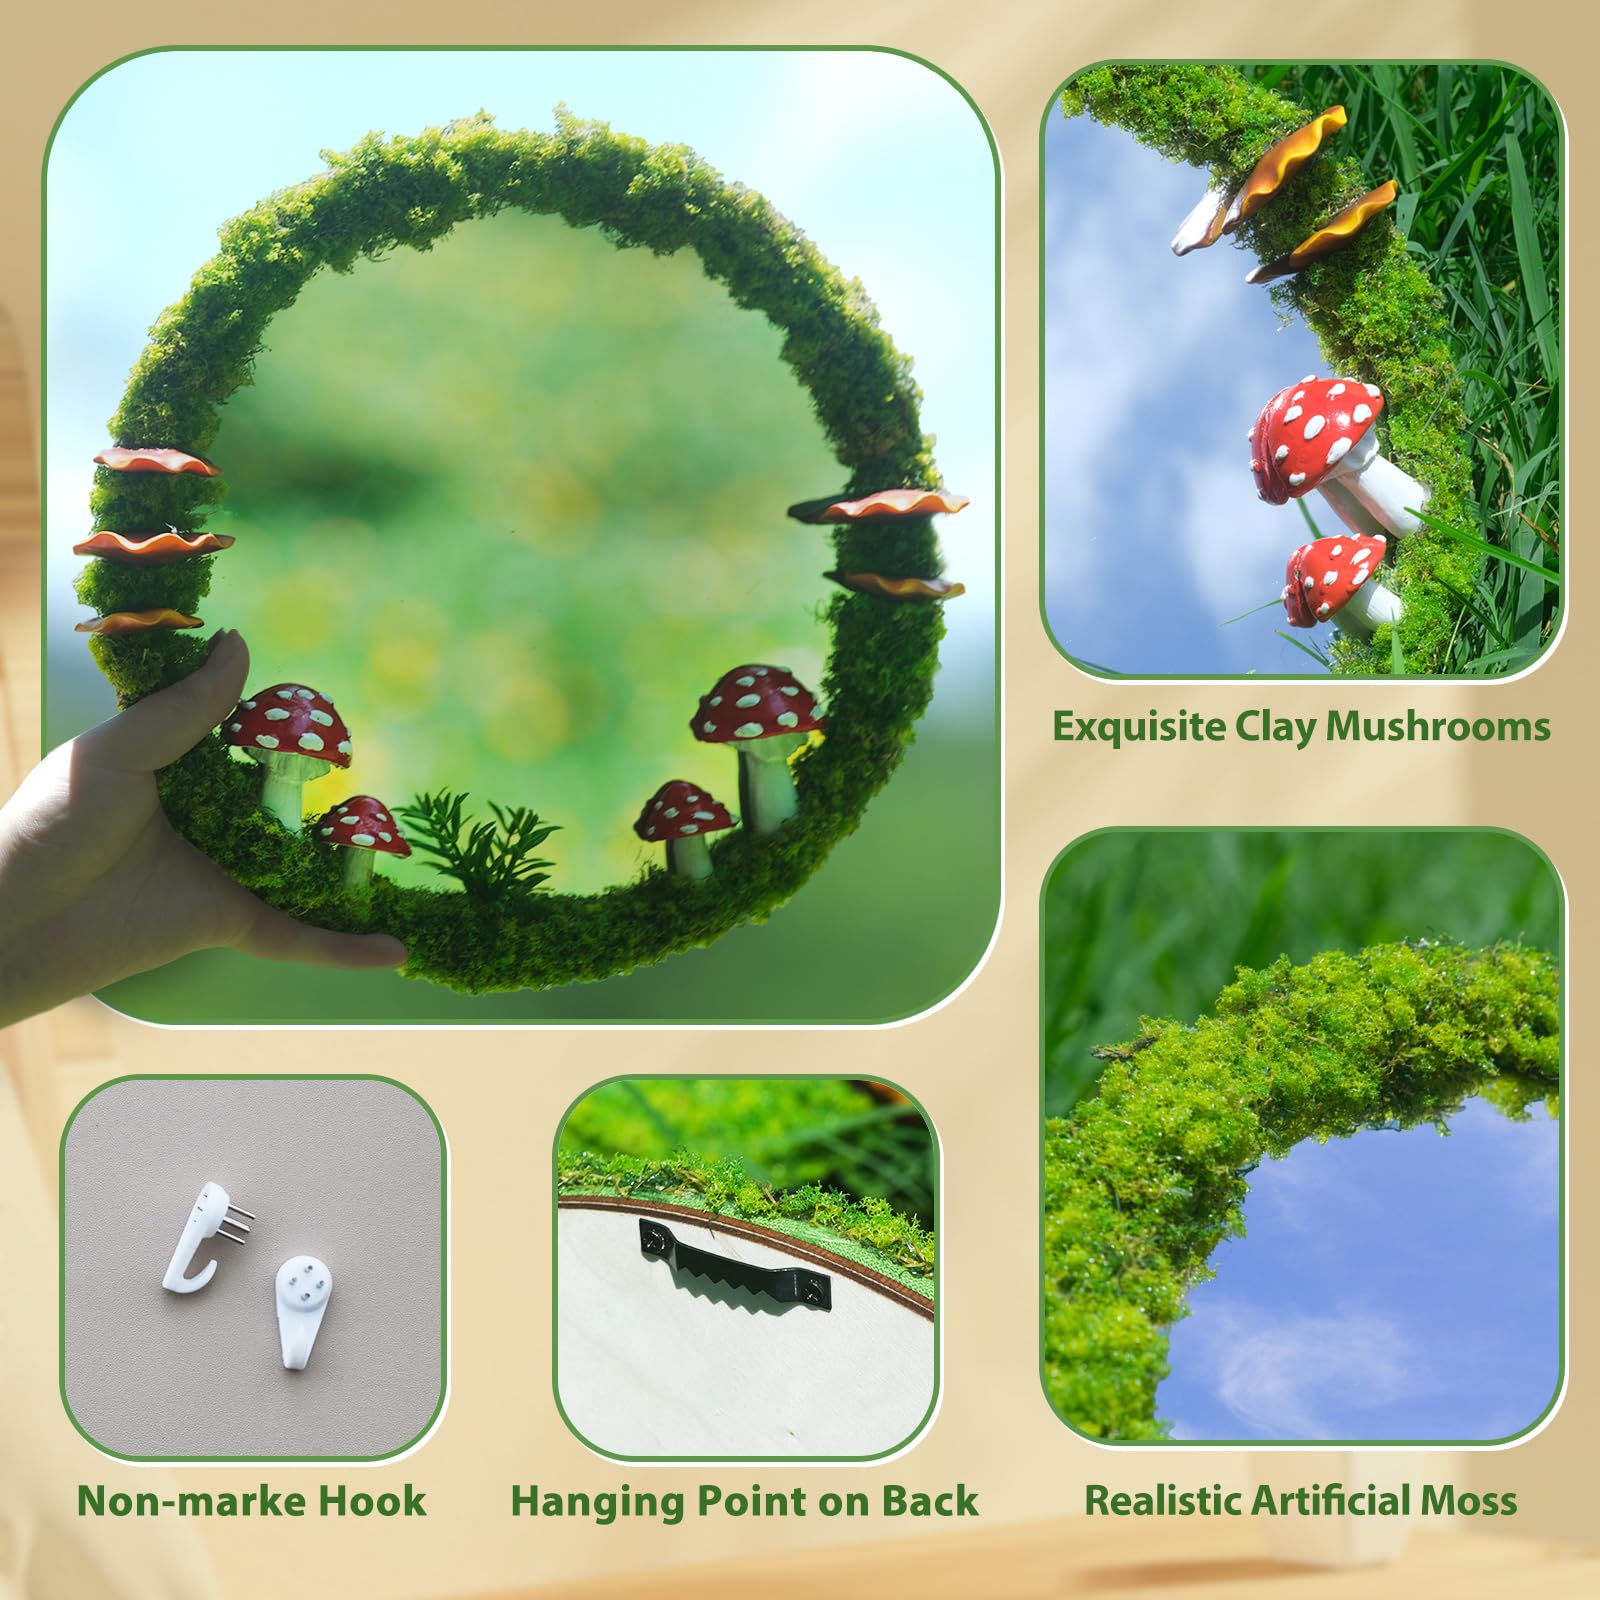 Exquisite Clay Mushrooms
Non-marke Hook
Hanging Point on Back
Realistic Artificial Moss